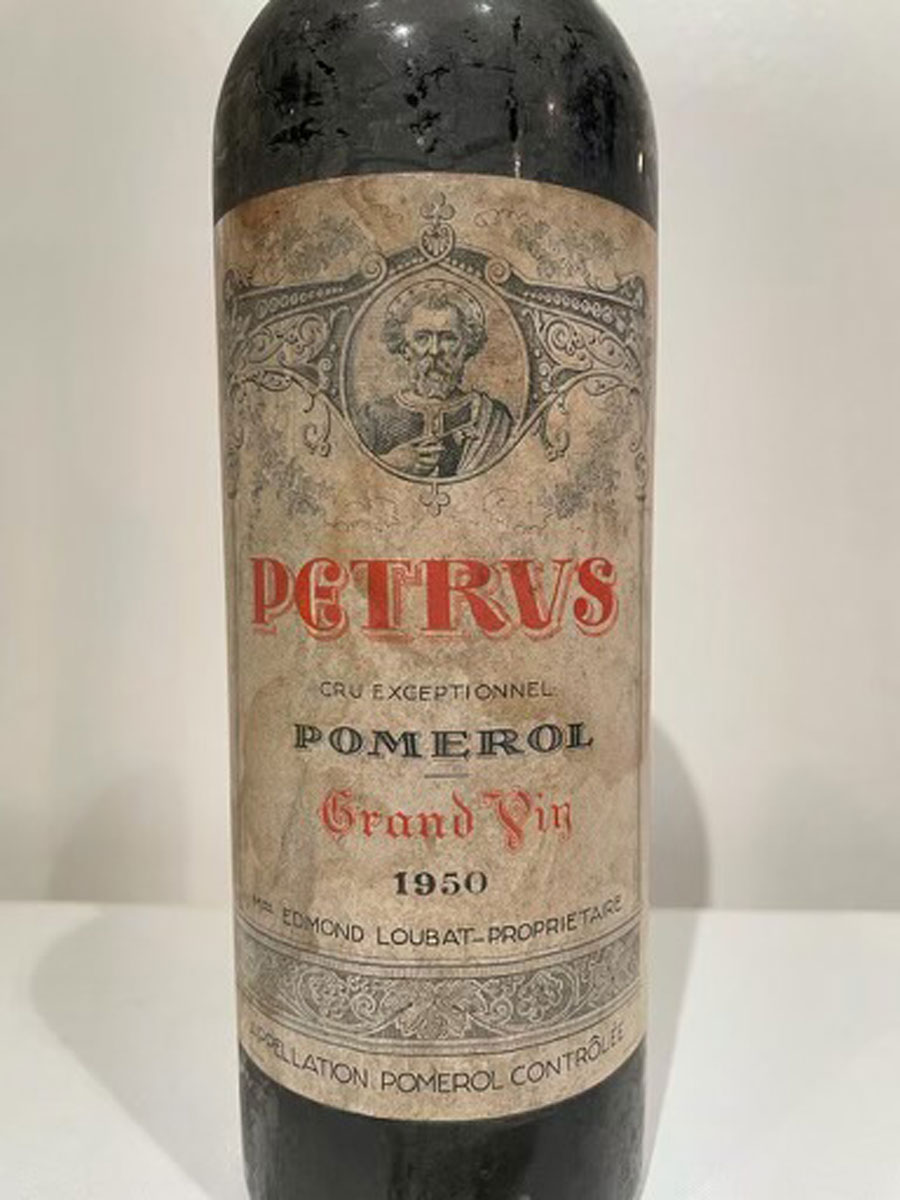 PETRVS
CRU EXCEPTIONNEL
POMEROL
Grand Vin
1950
Mme EDMOND LOUBAT-PROPRIETAIRE
APPELLATION POMEROL CONTRÔLÉE